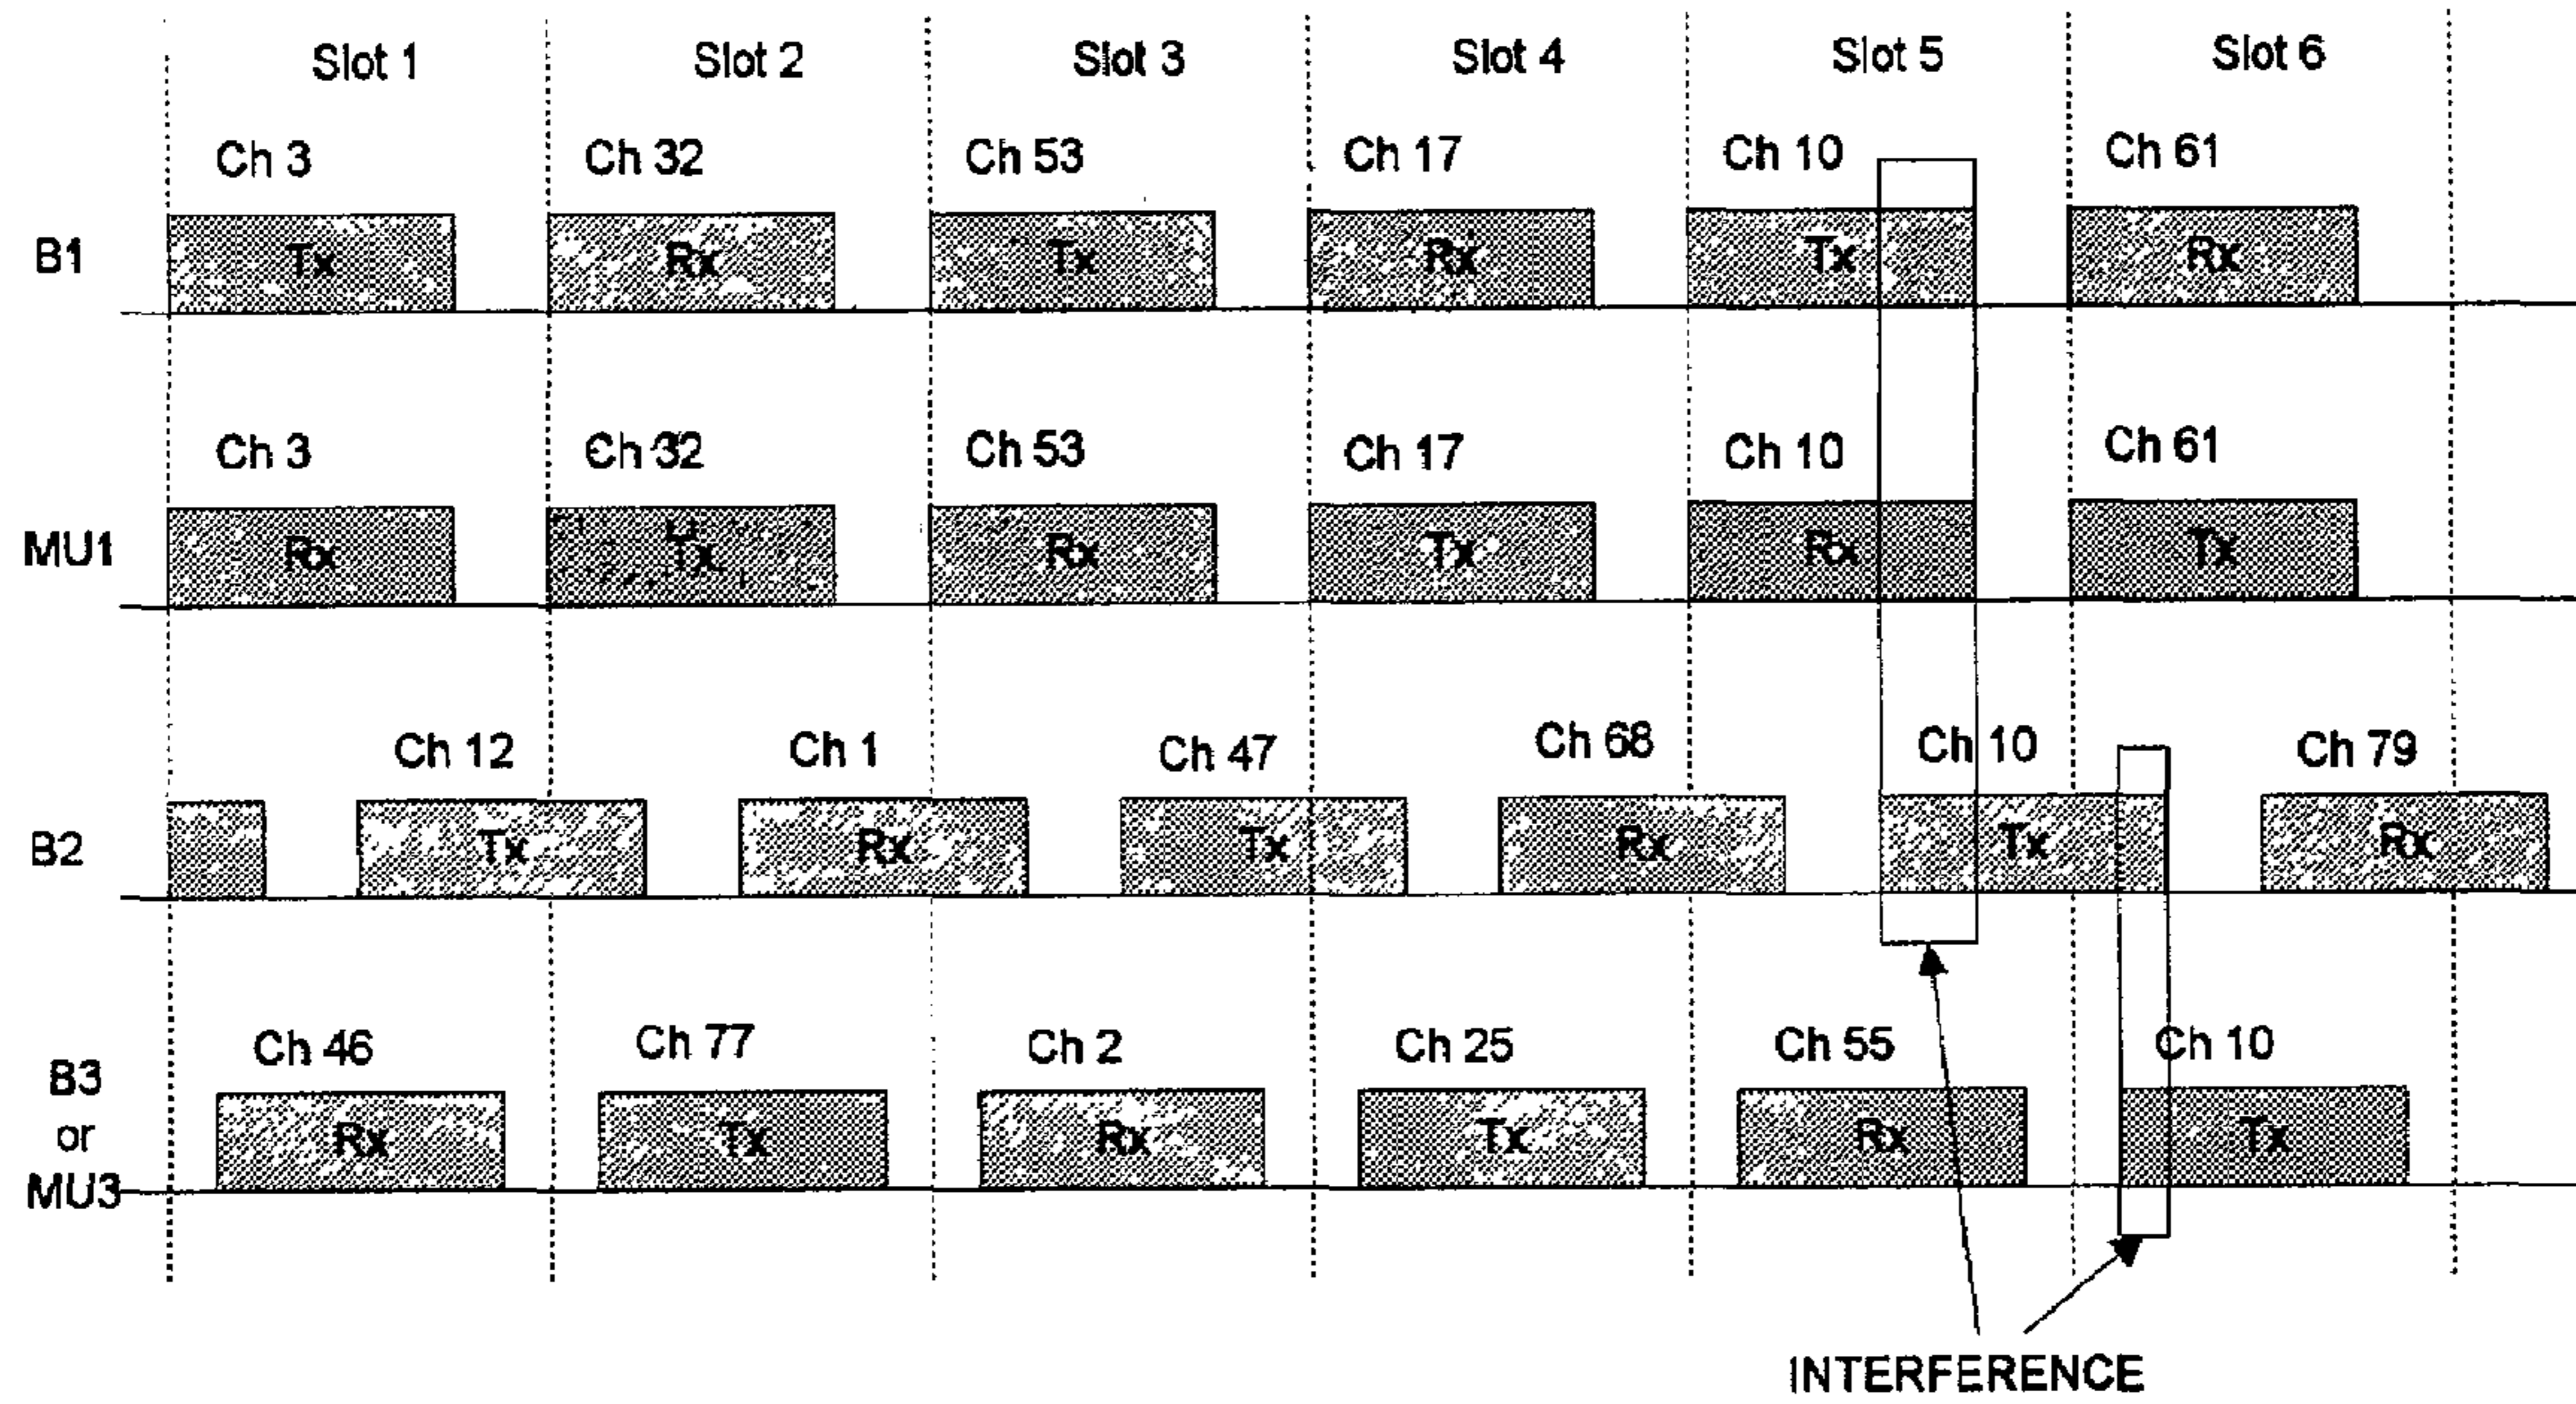 Slot 1 Slot 2 Slot 3 Slot 4 Slot 5 Slot 6
Ch 3 Ch 32 Ch 53 Ch 17 Ch 10 Ch 61
B1 Tx Rx Tx Rx Tx Rx
Ch 3 Ch 32 Ch 53 Ch 17 Ch 10 Ch 61
MU1 Rx Tx Rx Tx Rx Tx
Ch 12 Ch 1 Ch 47 Ch 68 Ch 10 Ch 79
B2 Tx Rx Tx Rx Tx Rx
Ch 46 Ch 77 Ch 2 Ch 25 Ch 55 Ch 10
B3
or
MU3
Rx Tx Rx Tx Rx Tx
INTERFERENCE